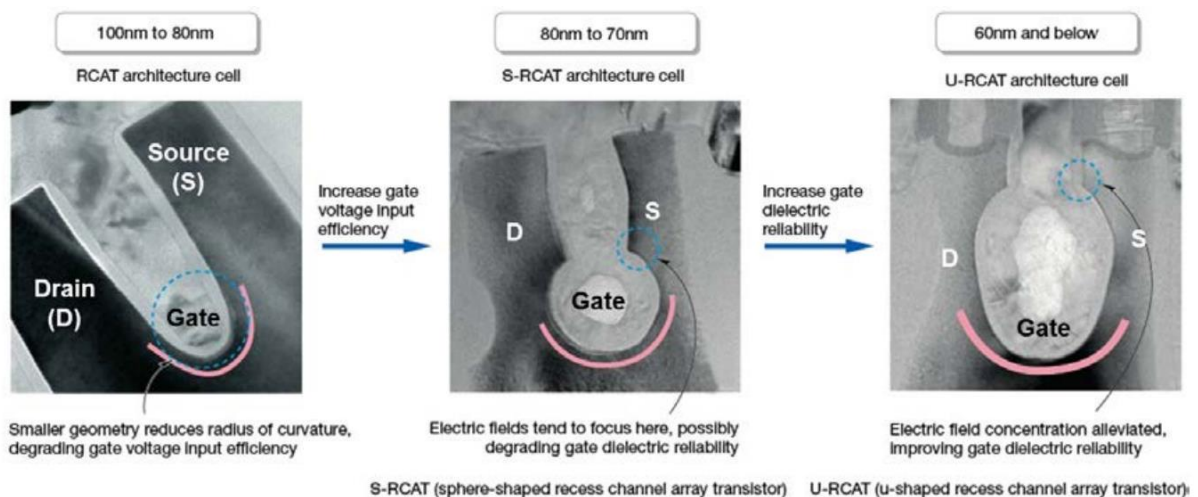 100nm to 80nm
80nm to 70nm
60nm and below
RCAT architecture cell
S-RCAT architecture cell
U-RCAT architecture cell
Source
(S)
Drain
(D)
Gate
Increase gate
voltage input
efficiency
D
S
Gate
Increase gate
dielectric
reliability
D
S
Gate
Smaller geometry reduces radius of curvature,
degrading gate voltage input efficiency
Electric fields tend to focus here, possibly
degrading gate dielectric reliability
Electric field concentration alleviated,
improving gate dielectric reliability
S-RCAT (sphere-shaped recess channel array transistor)
U-RCAT (u-shaped recess channel array transistor)